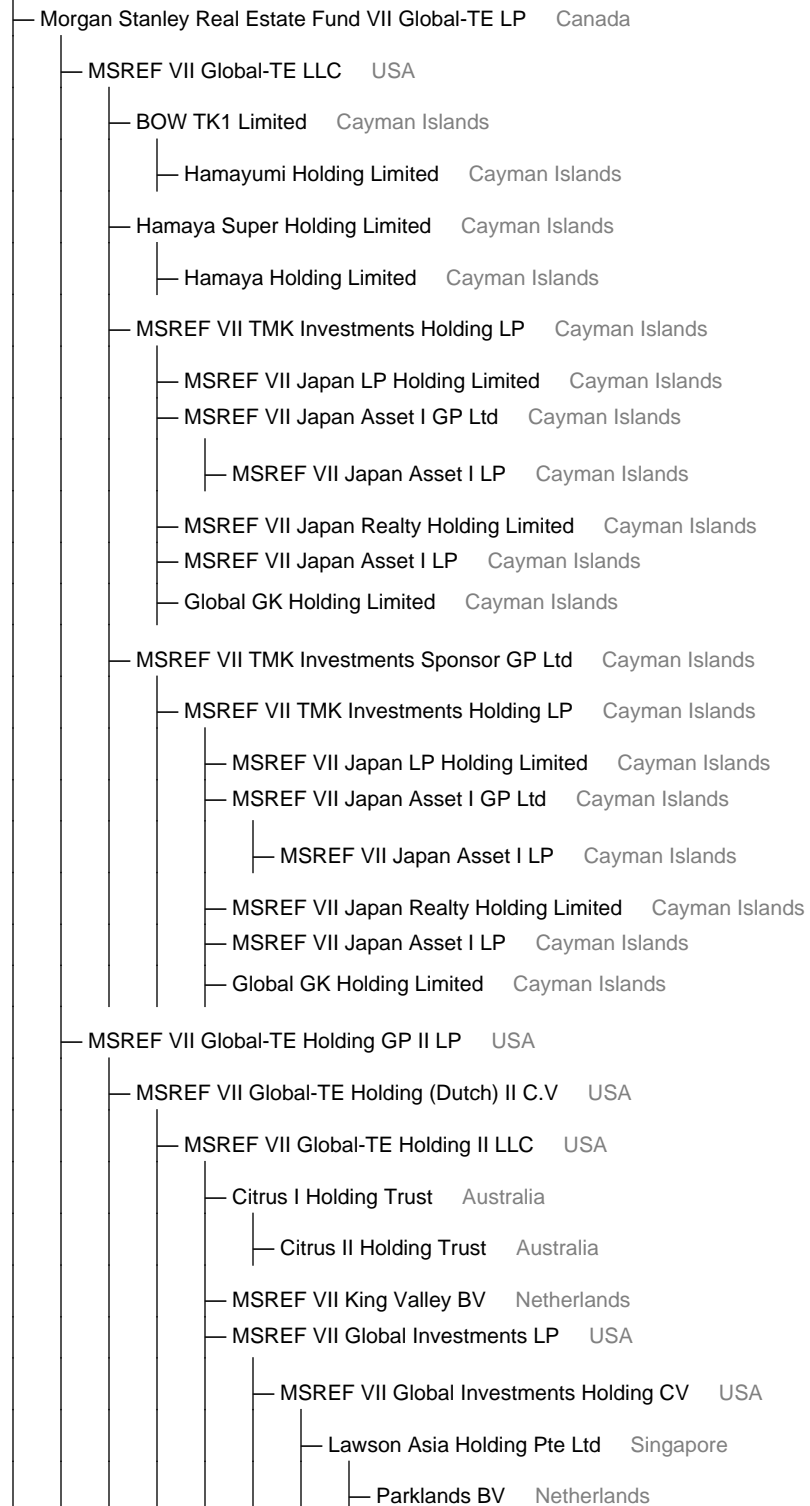 Morgan Stanley Real Estate Fund VII Global-TE LP Canada
MSREF VII Global-TE LLC USA
BOW TK1 Limited Cayman Islands
Hamayumi Holding Limited Cayman Islands
Hamaya Super Holding Limited Cayman Islands
Hamaya Holding Limited Cayman Islands
MSREF VII TMK Investments Holding LP Cayman Islands
MSREF VII Japan LP Holding Limited Cayman Islands
MSREF VII Japan Asset I GP Ltd Cayman Islands
MSREF VII Japan Asset I LP Cayman Islands
MSREF VII Japan Realty Holding Limited Cayman Islands
MSREF VII Japan Asset I LP Cayman Islands
Global GK Holding Limited Cayman Islands
MSREF VII TMK Investments Sponsor GP Ltd Cayman Islands
MSREF VII TMK Investments Holding LP Cayman Islands
MSREF VII Japan LP Holding Limited Cayman Islands
MSREF VII Japan Asset I GP Ltd Cayman Islands
MSREF VII Japan Asset I LP Cayman Islands
MSREF VII Japan Realty Holding Limited Cayman Islands
MSREF VII Japan Asset I LP Cayman Islands
Global GK Holding Limited Cayman Islands
MSREF VII Global-TE Holding GP II LP USA
MSREF VII Global-TE Holding (Dutch) II C.V USA
MSREF VII Global-TE Holding II LLC USA
Citrus I Holding Trust Australia
Citrus II Holding Trust Australia
MSREF VII King Valley BV Netherlands
MSREF VII Global Investments LP USA
MSREF VII Global Investments Holding CV USA
Lawson Asia Holding Pte Ltd Singapore
Parklands BV Netherlands